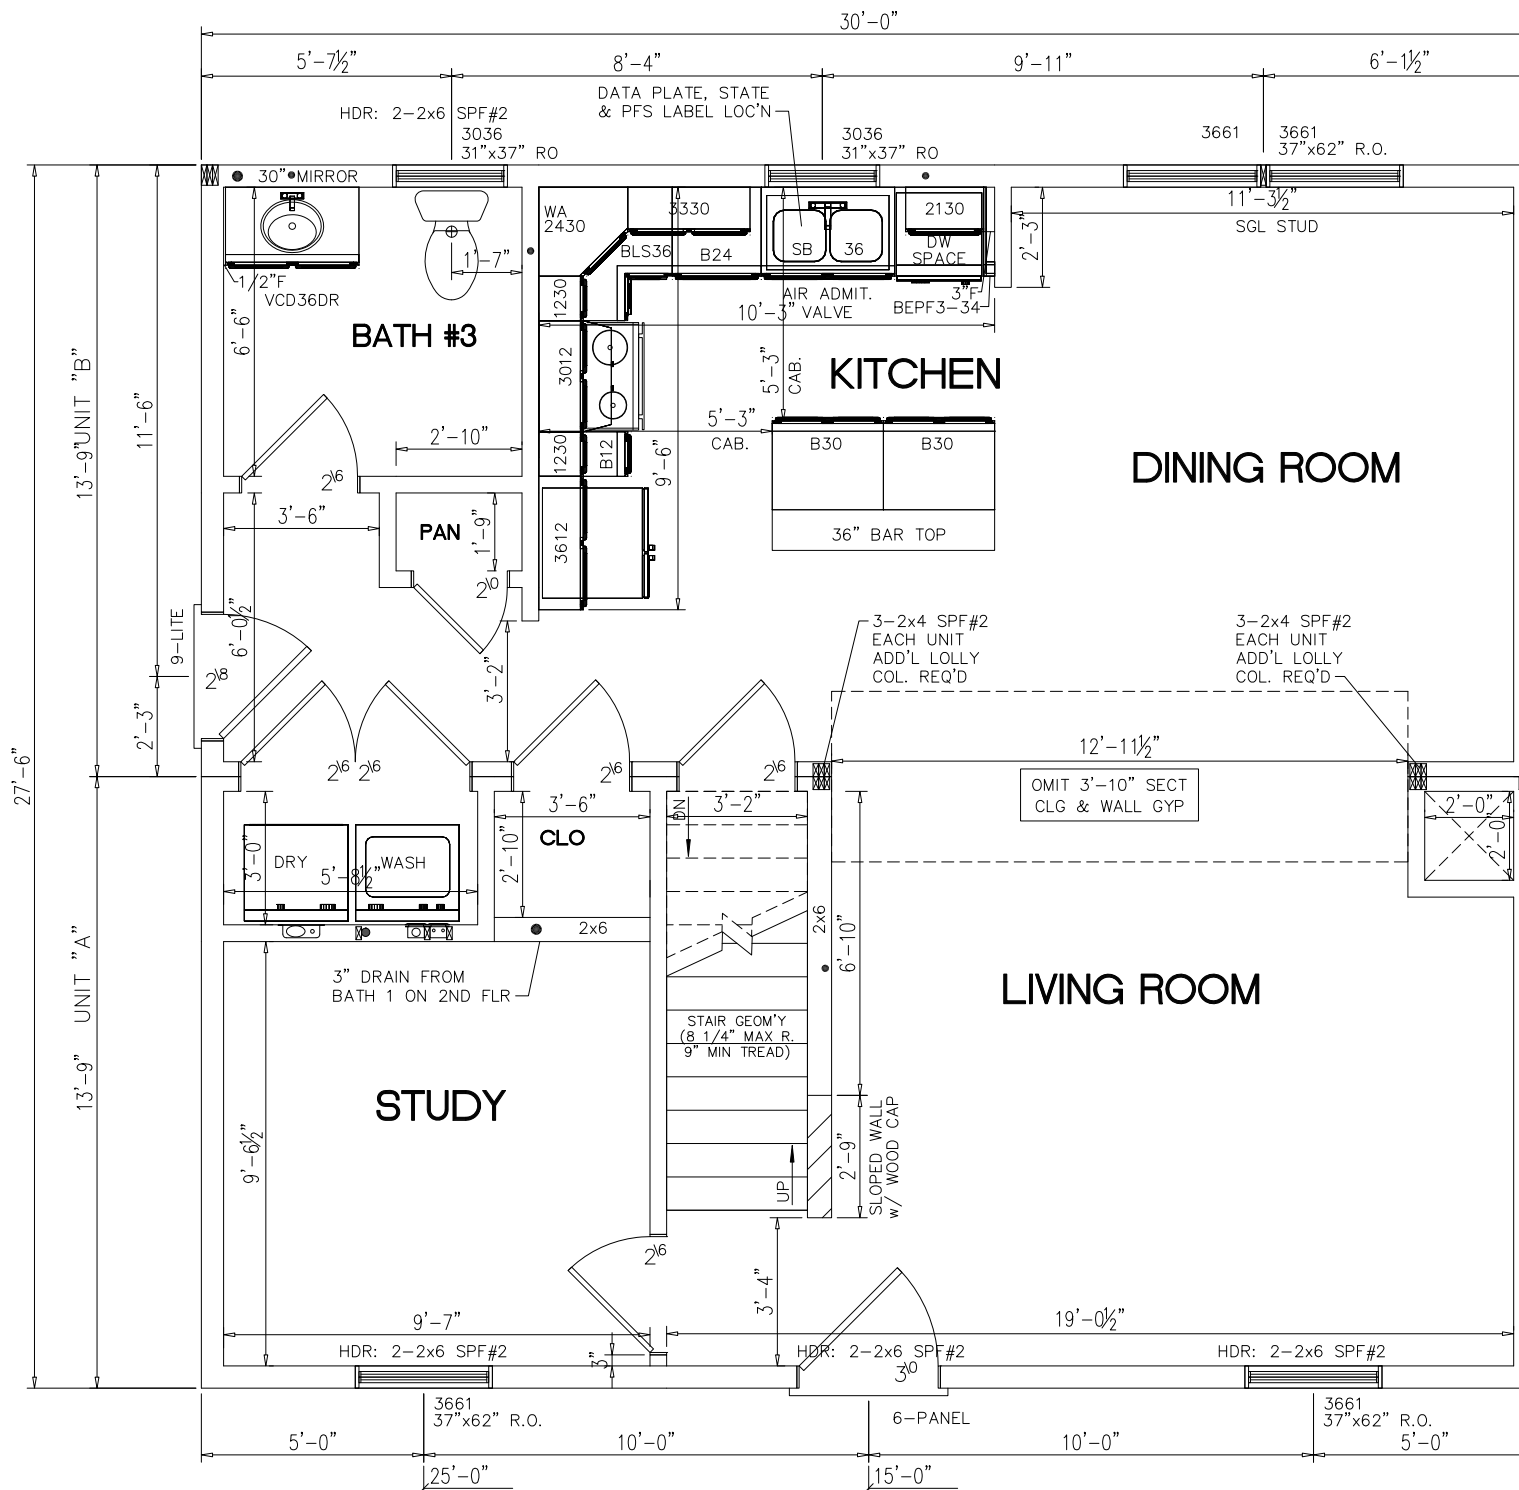 30'-0"
5'-7½"
8'-4"
9'-11"
6'-1½"
DATA PLATE, STATE
& PFS LABEL LOC'N
HDR: 2-2x6 SPF#2
3036
31"x37" RO
3036
31"x37" RO
3661
3661
37"x62" R.O.
30" MIRROR
11'-3½"
SGL STUD
2'-3"
WA
2430
3330
2130
BLS36
B24
SB
36
DW
SPACE
1'-7"
1/2"F
VCD36DR
1230
AIR ADMIT.
VALVE
3"F
BEPF3-34
10'-3"
BATH #3
6'-6"
3012
5'-3"
CAB.
KITCHEN
13'-9"
UNIT "B"
11'-6"
2'-10"
5'-3"
CAB.
1230
B12
9'-6"
B30
B30
DINING ROOM
2'6
3'-6"
PAN
1'-9"
3612
36" BAR TOP
2'0
6'-0½"
9-LITE
2'8
3'-2"
3-2x4 SPF#2
EACH UNIT
ADD'L LOLLY
COL. REQ'D
3-2x4 SPF#2
EACH UNIT
ADD'L LOLLY
COL. REQ'D
2'-3"
27'-6"
2'6
2'6
2'6
2'6
12'-11½"
OMIT 3'-10" SECT
CLG & WALL GYP
3'-6"
CLO
2'-10"
3'-2"
DN
2'-0"
2'-0"
3'-0"
DRY
WASH
5'-8½"
2x6
2x6
6'-10"
13'-9"
UNIT "A"
3" DRAIN FROM
BATH 1 ON 2ND FLR
LIVING ROOM
STAIR GEOM'Y
(8 1/4" MAX R.
9" MIN TREAD)
STUDY
9'-6½"
2'-9"
SLOPED WALL
w/ WOOD CAP
UP
2'6
3'-4"
9'-7"
19'-0½"
HDR: 2-2x6 SPF#2
3"
HDR: 2-2x6 SPF#2
HDR: 2-2x6 SPF#2
3'0
3661
37"x62" R.O.
6-PANEL
3661
37"x62" R.O.
5'-0"
10'-0"
10'-0"
5'-0"
25'-0"
15'-0"